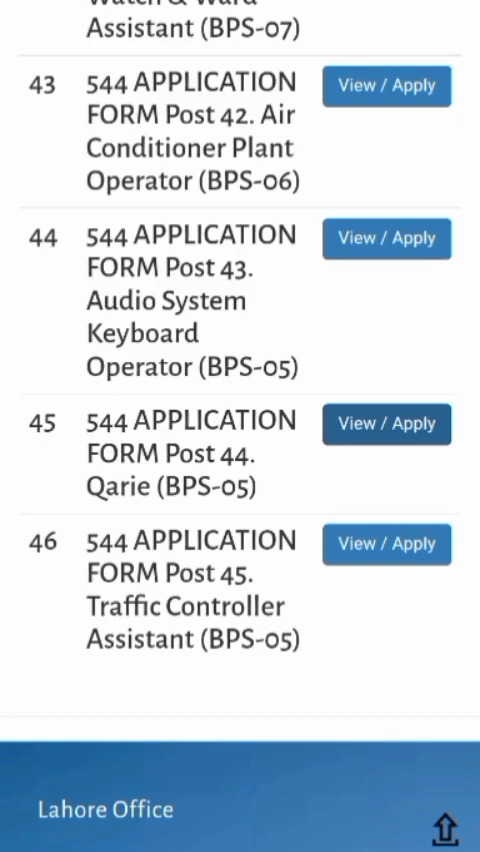 Assistant (BPS-07)
43 544 APPLICATION View / Apply
FORM Post 42. Air
Conditioner Plant
Operator (BPS-06)
44 544 APPLICATION View / Apply
FORM Post 43.
Audio System
Keyboard
Operator (BPS-05)
45 544 APPLICATION View / Apply
FORM Post 44.
Qarie (BPS-05)
46 544 APPLICATION View / Apply
FORM Post 45.
Traffic Controller
Assistant (BPS-05)
Lahore Office